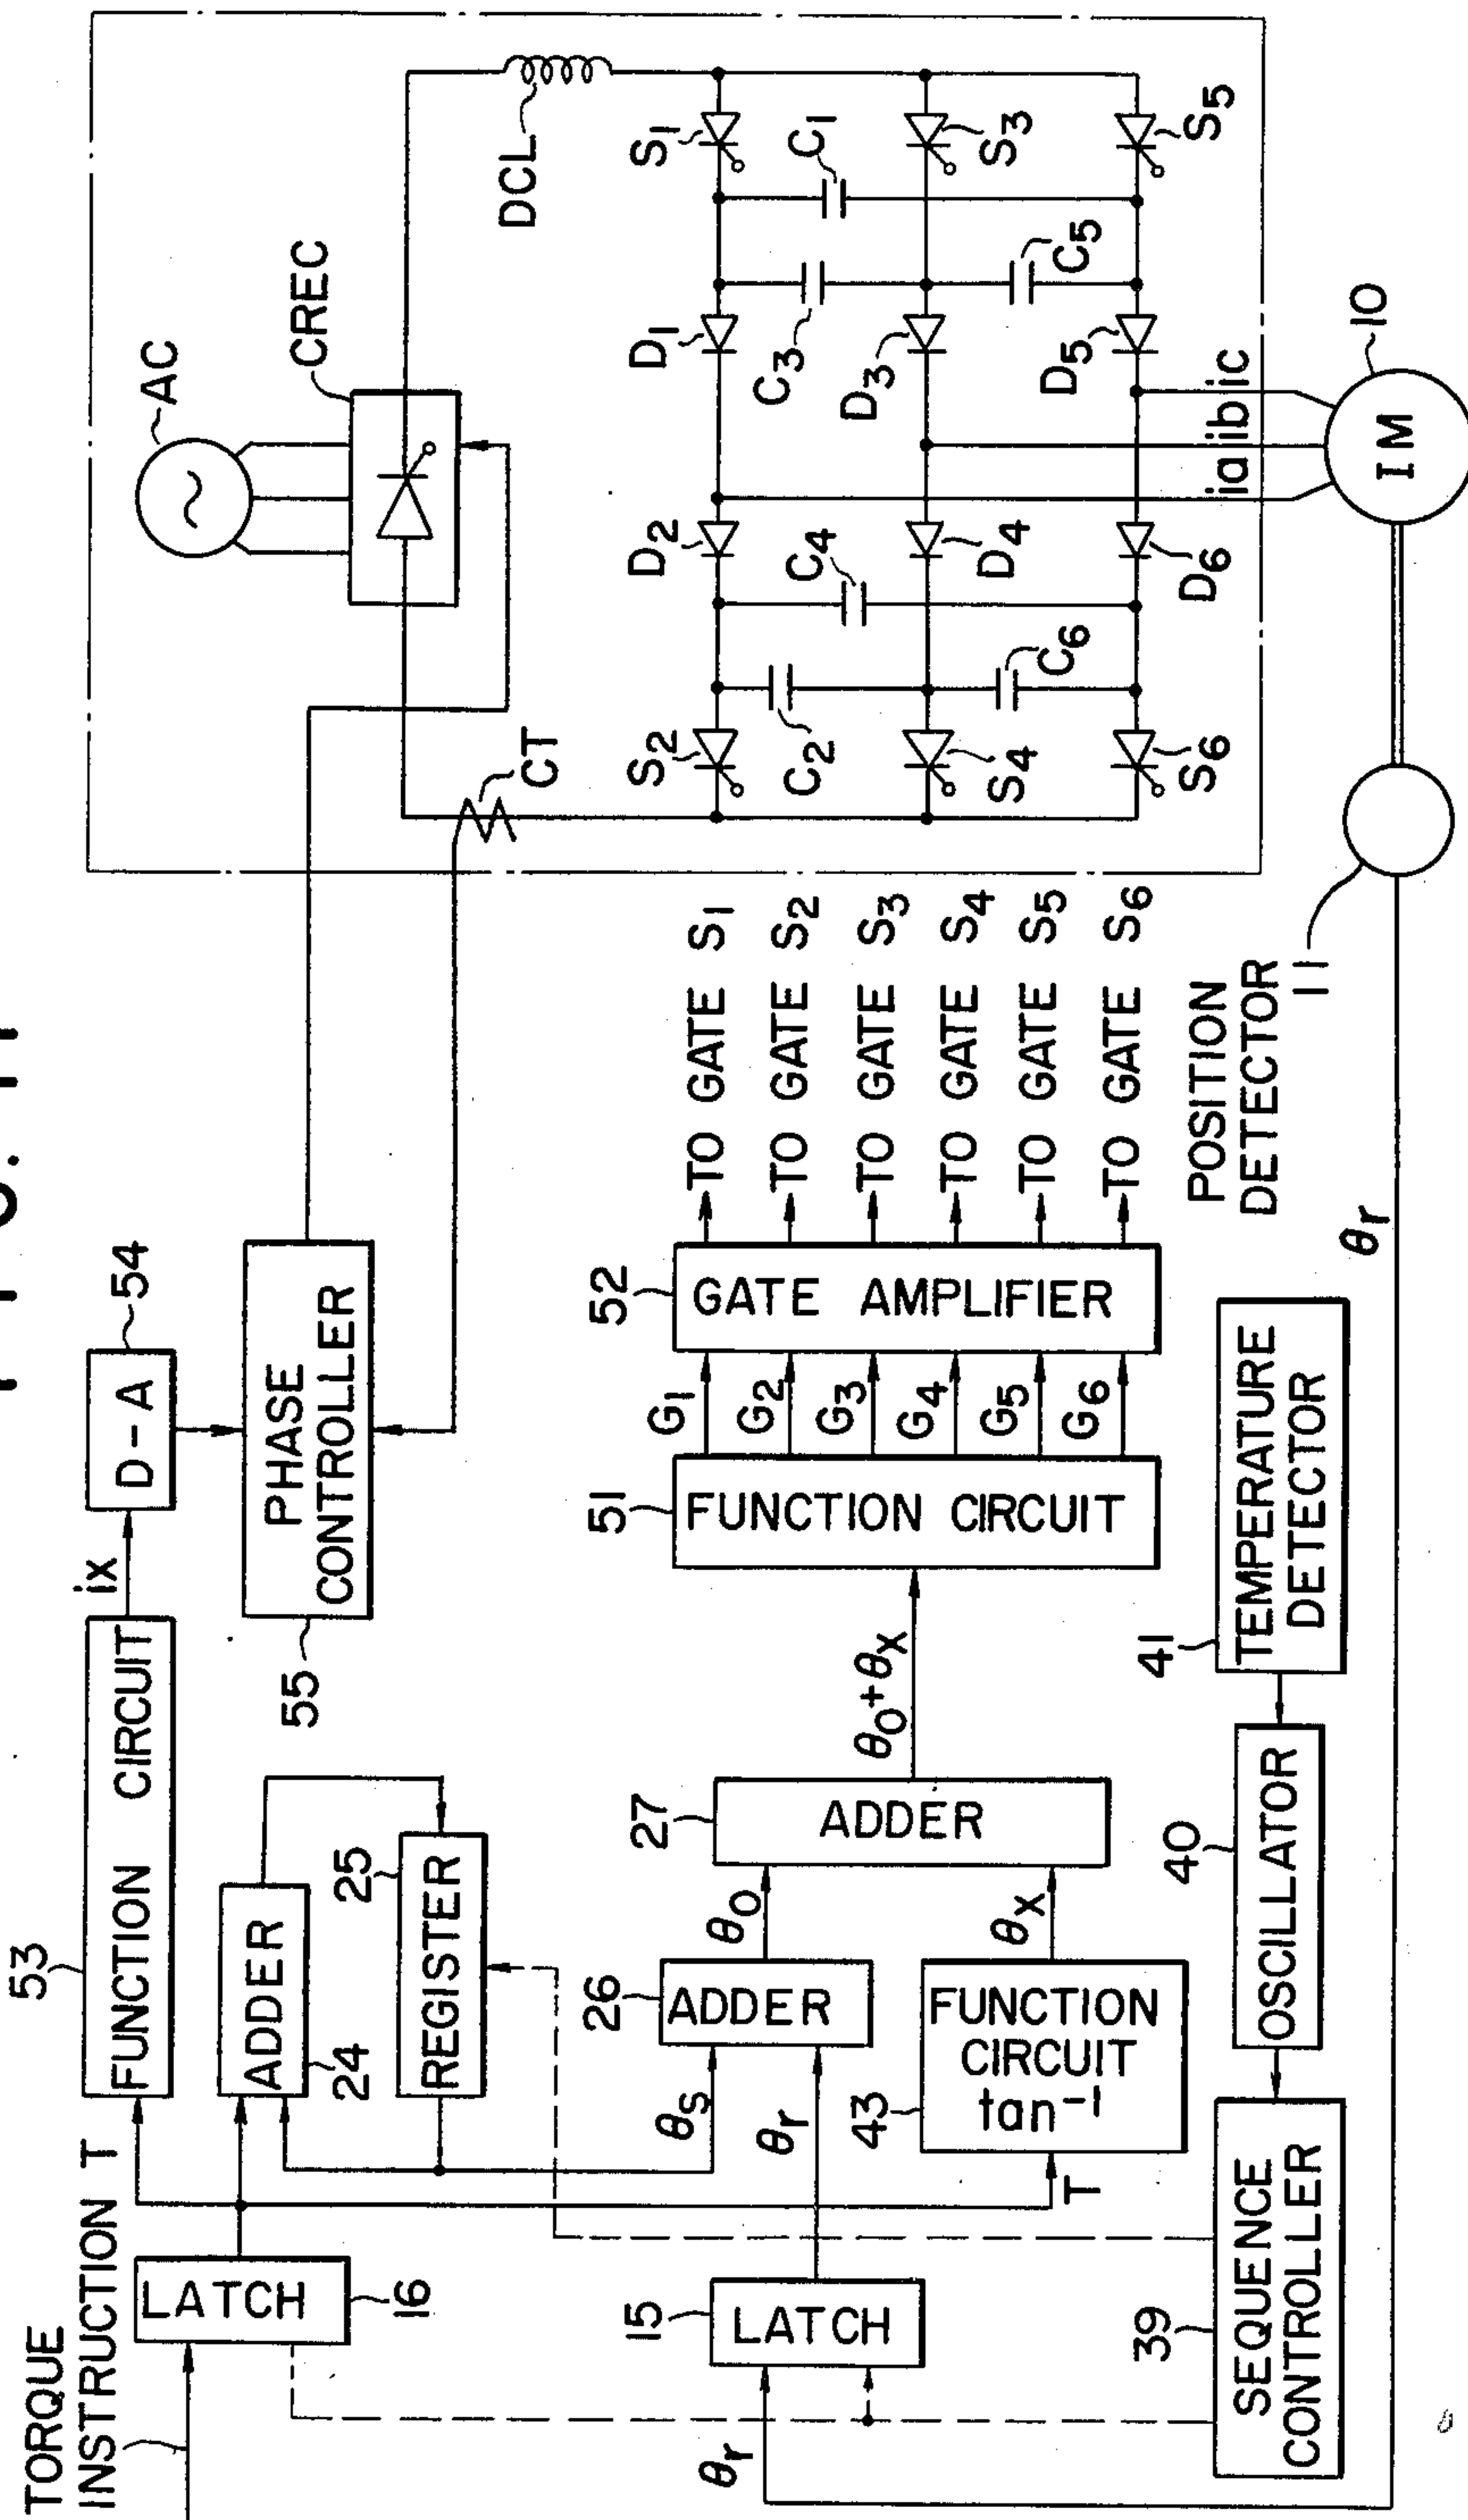 TORQUE
INSTRUCTION T
LATCH
16
53
FUNCTION CIRCUIT
ix
D-A
54
ADDER
24
25
REGISTER
55
PHASE
CONTROLLER
θr
15
LATCH
θs
θr
26
ADDER
θo
43
FUNCTION
CIRCUIT
tan-1
T
θx
27
ADDER
θo+θx
51
FUNCTION CIRCUIT
G1
G2
G3
G4
G5
G6
52
GATE AMPLIFIER
TO GATE S1
TO GATE S2
TO GATE S3
TO GATE S4
TO GATE S5
TO GATE S6
39
SEQUENCE
CONTROLLER
40
OSCILLATOR
41
TEMPERATURE
DETECTOR
θr
POSITION
DETECTOR
11
AC
CREC
CT
DCL
S2
D2
D1
S1
C2
C4
C3
C1
S4
D4
D3
S3
C6
C5
S6
D6
D5
S5
ia ib ic
IM
10